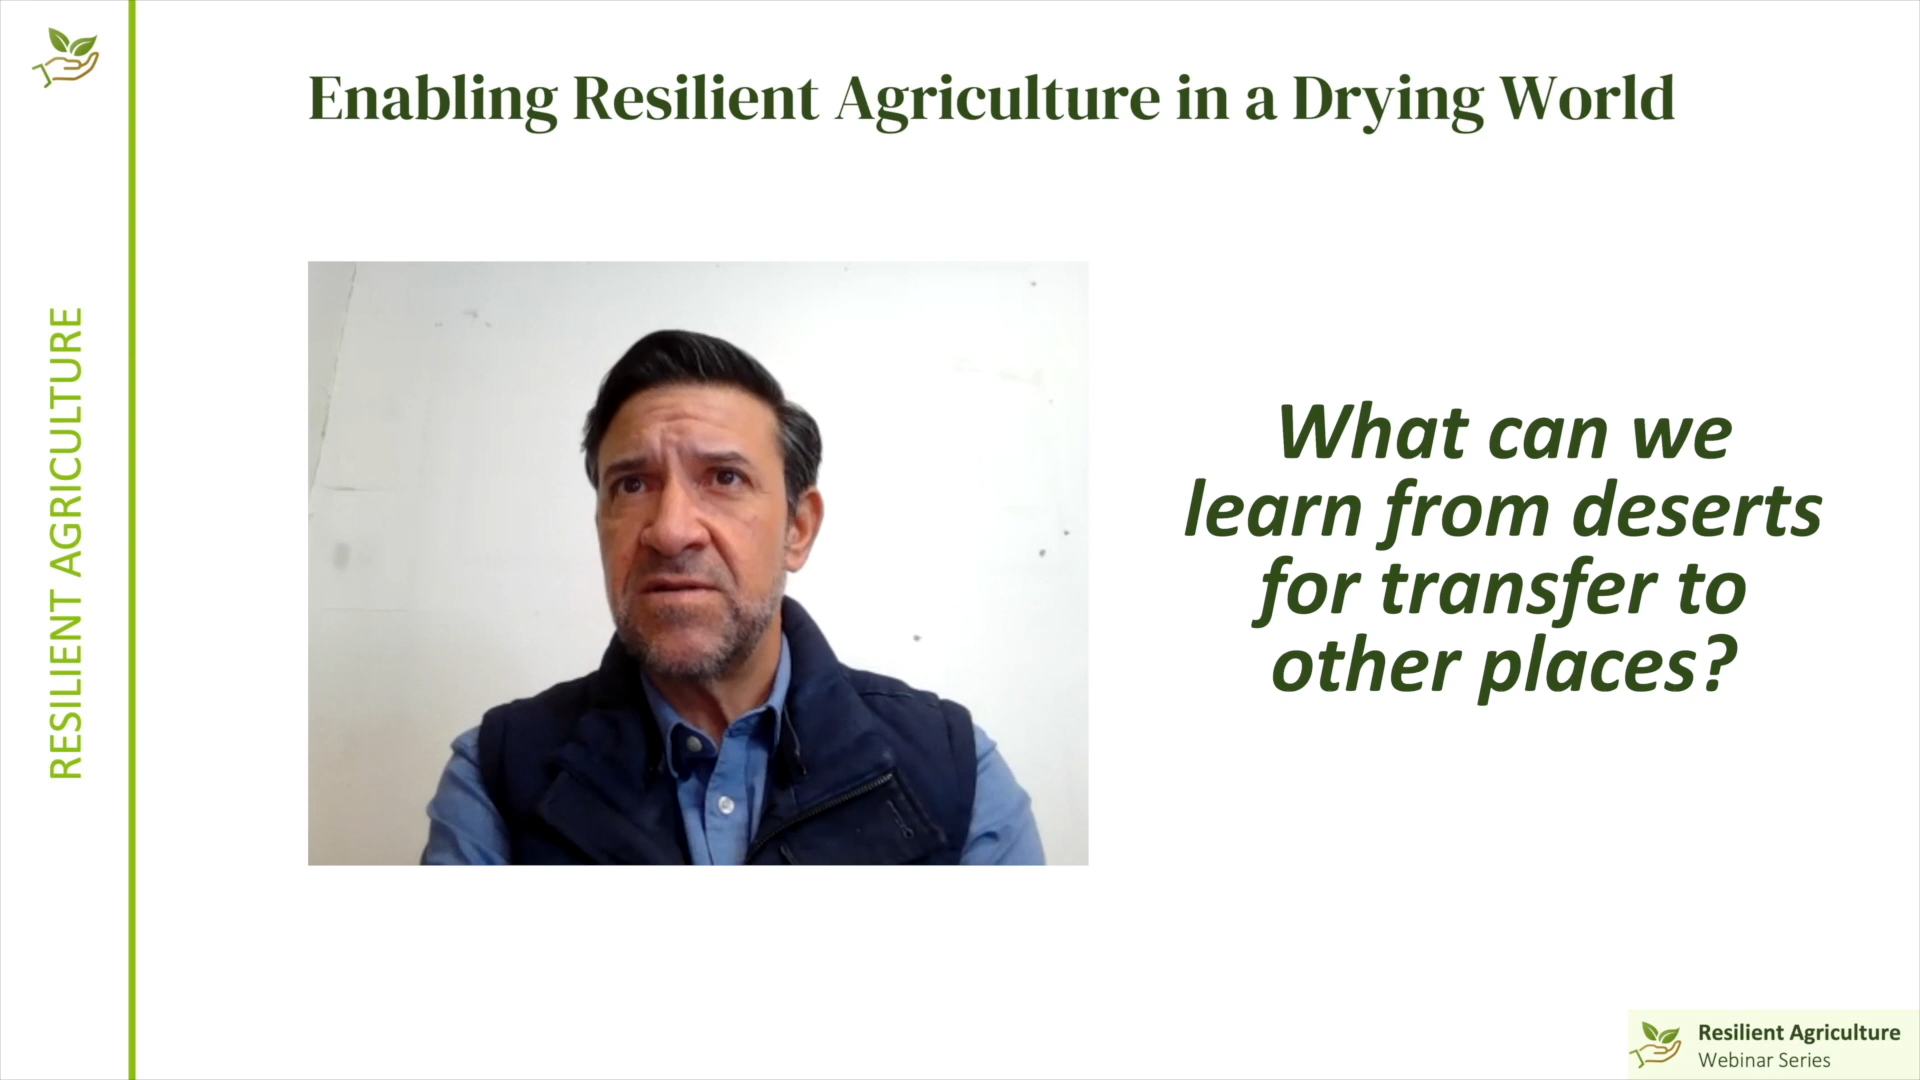 Enabling Resilient Agriculture in a Drying World
RESILIENT AGRICULTURE
What can we
learn from deserts
for transfer to
other places?
Resilient Agriculture
Webinar Series